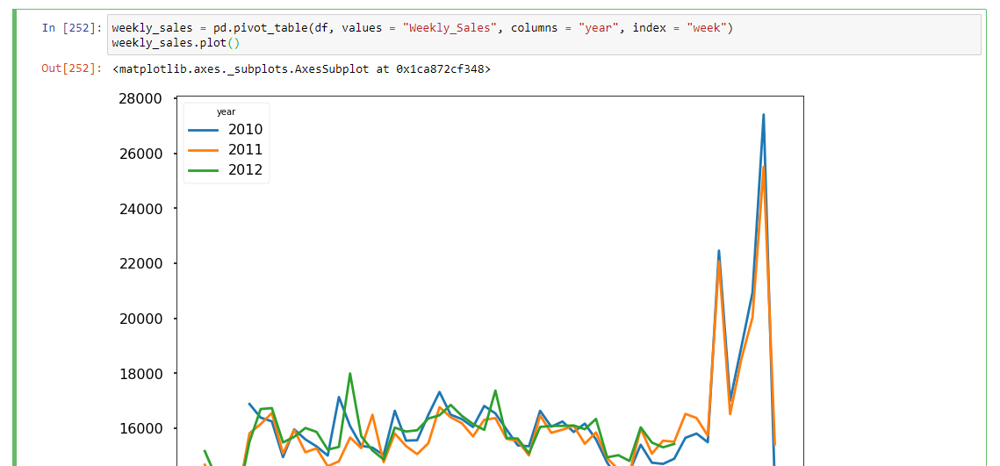 In [252]: weekly_sales = pd.pivot_table(df, values = "Weekly_Sales", columns = "year", index = "week")
weekly_sales.plot()
Out[252]: <matplotlib.axes._subplots.AxesSubplot at 0x1ca872cf348>
28000
year
2010
2011
2012
26000
24000
22000
20000
18000
16000